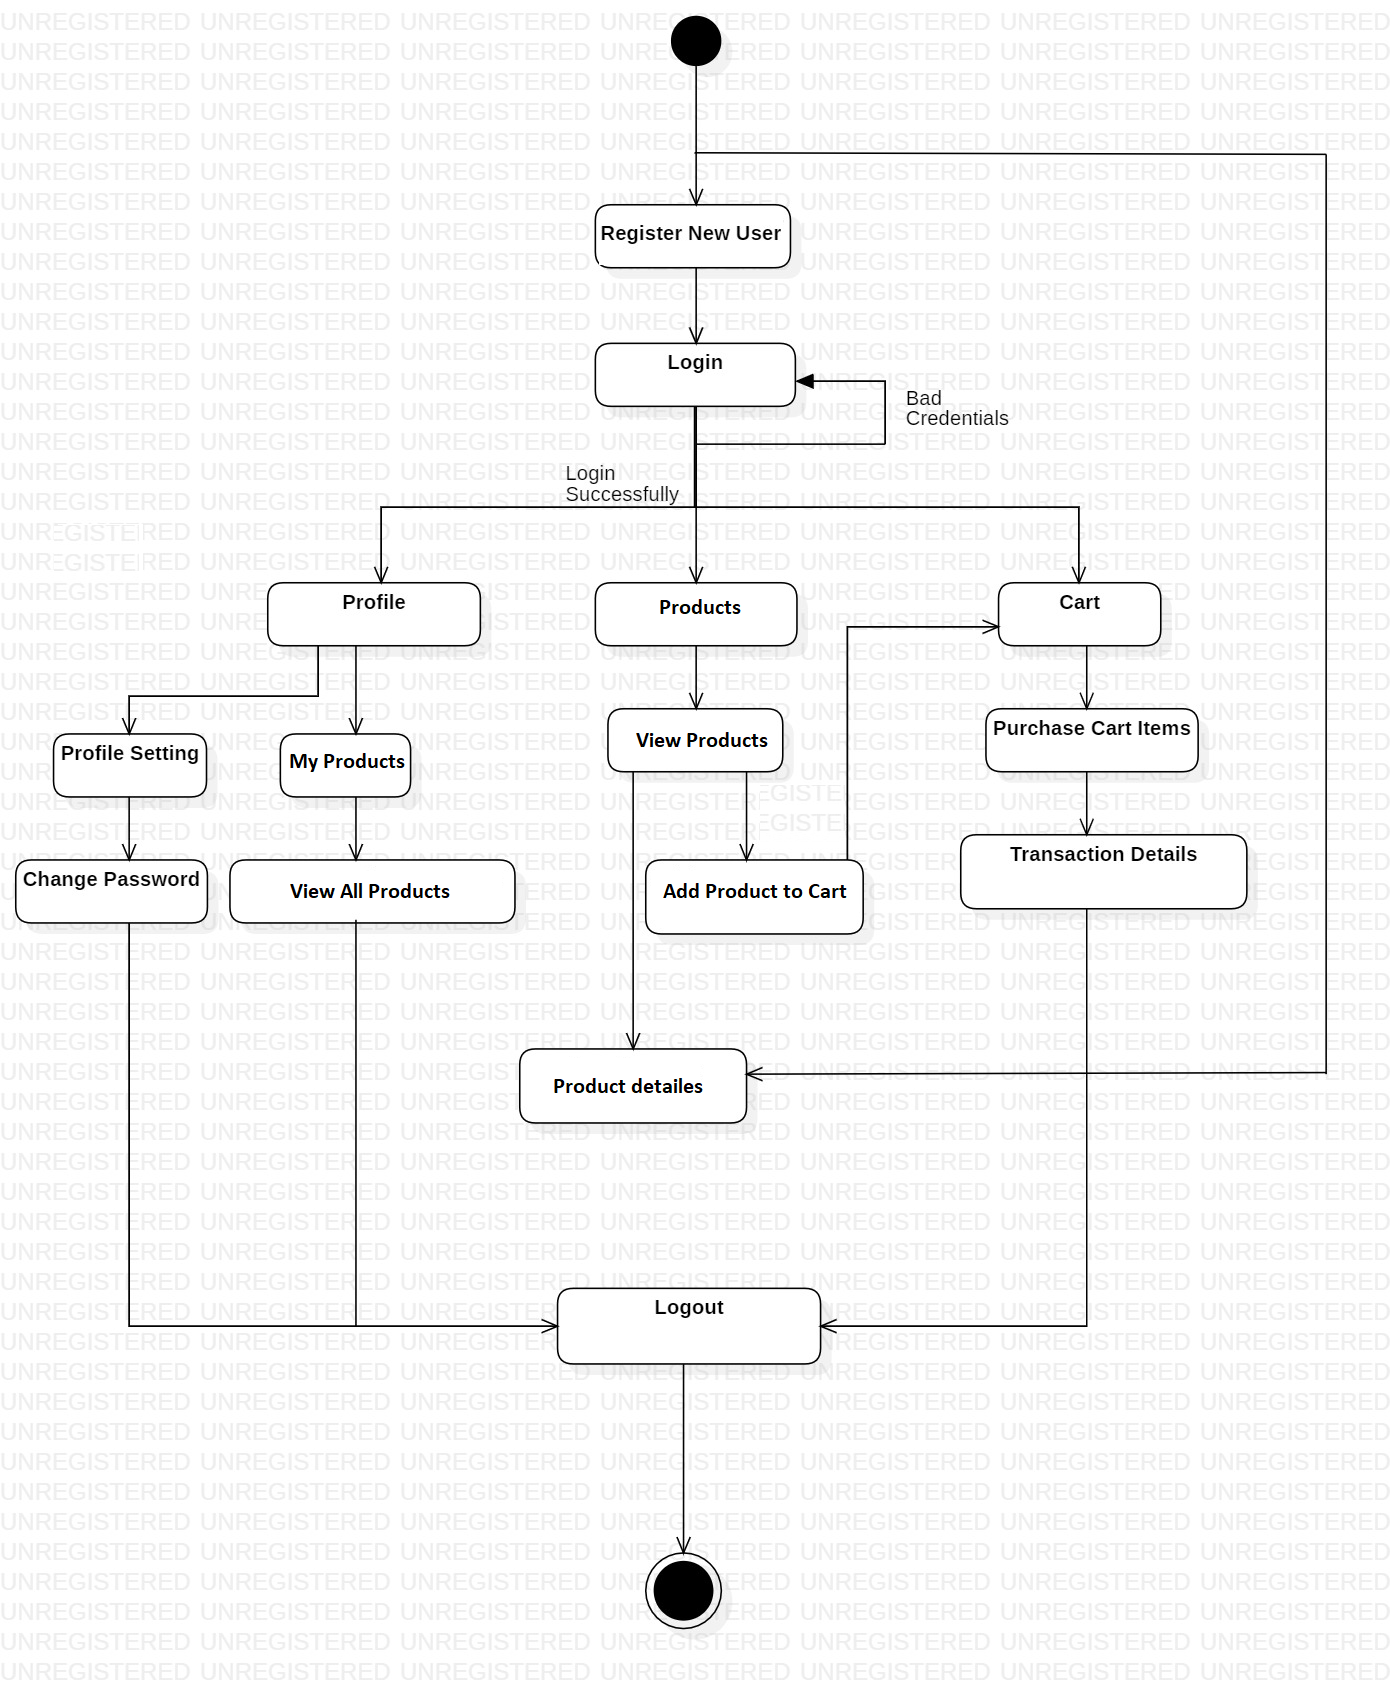 Register New User
Login
Bad
Credentials
Login
Successfully
Profile
Products
Cart
Profile Setting
My Products
View Products
Purchase Cart Items
Change Password
View All Products
Add Product to Cart
Transaction Details
Product detailes
Logout
UNREGISTERED